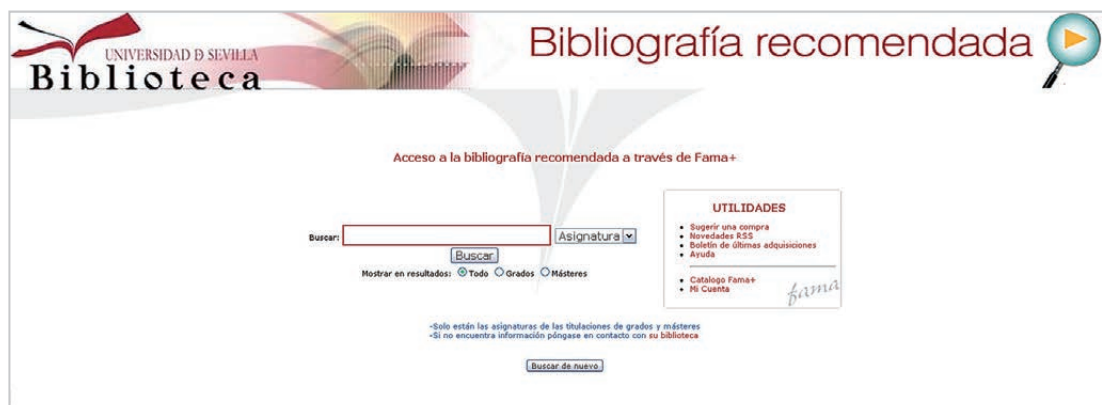 UNIVERSIDAD Ð SEVILLA
Biblioteca
Bibliografía recomendada
Acceso a la bibliografía recomendada a través de Fama+
Buscar:
Asignatura
Buscar
Mostrar en resultados: Todo Grados Másteres
UTILIDADES
Sugerir una compra
Novedades RSS
Boletín de últimas adquisiciones
Ayuda
Catalogo Fama+
Mi Cuenta
fama
-Solo están las asignaturas de las titulaciones de grados y másteres
-Si no encuentra información póngase en contacto con su biblioteca
Buscar de nuevo